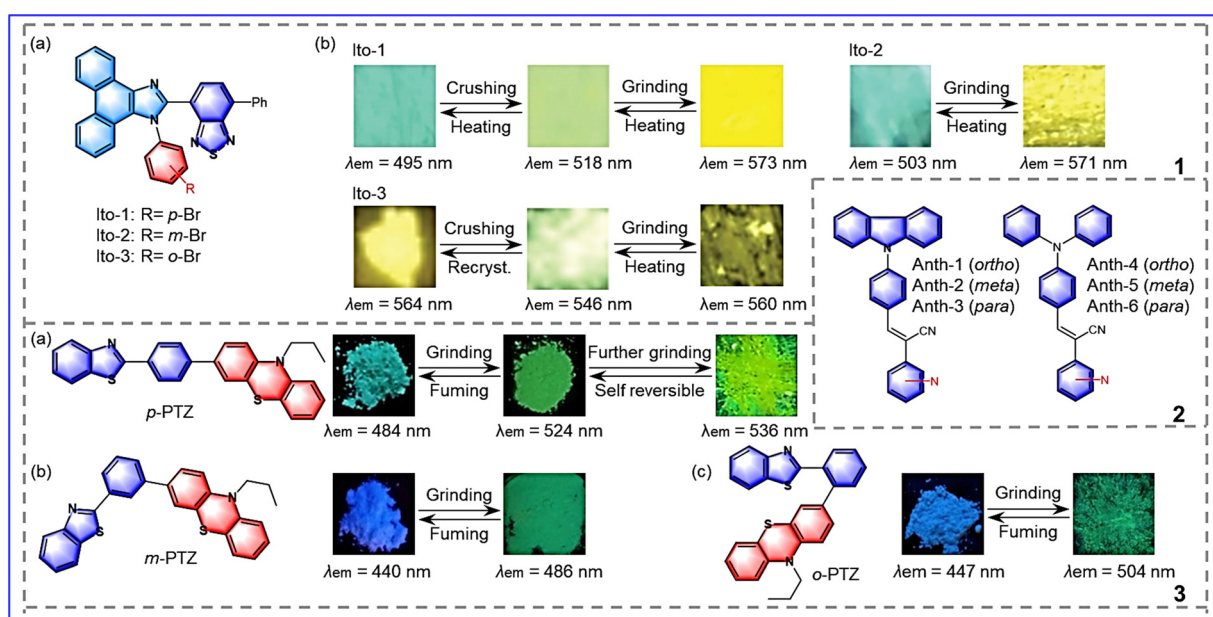 (a)
N
N
Ph
N
N
S
R
Ito-1: R= p-Br
Ito-2: R= m-Br
Ito-3: R= o-Br
(b)
Ito-1
Crushing
Heating
Grinding
Heating
λem = 495 nm
λem = 518 nm
λem = 573 nm
Ito-2
Grinding
Heating
λem = 503 nm
λem = 571 nm
1
Ito-3
Crushing
Recryst.
Grinding
Heating
λem = 564 nm
λem = 546 nm
λem = 560 nm
N
Anth-1 (ortho)
Anth-2 (meta)
Anth-3 (para)
CN
N
N
Anth-4 (ortho)
Anth-5 (meta)
Anth-6 (para)
CN
N
2
(a)
N
S
N
S
p-PTZ
Grinding
Fuming
Further grinding
Self reversible
λem = 484 nm
λem = 524 nm
λem = 536 nm
(b)
N
S
N
S
m-PTZ
Grinding
Fuming
λem = 440 nm
λem = 486 nm
(c)
N
S
S
N
o-PTZ
Grinding
Fuming
λem = 447 nm
λem = 504 nm
3